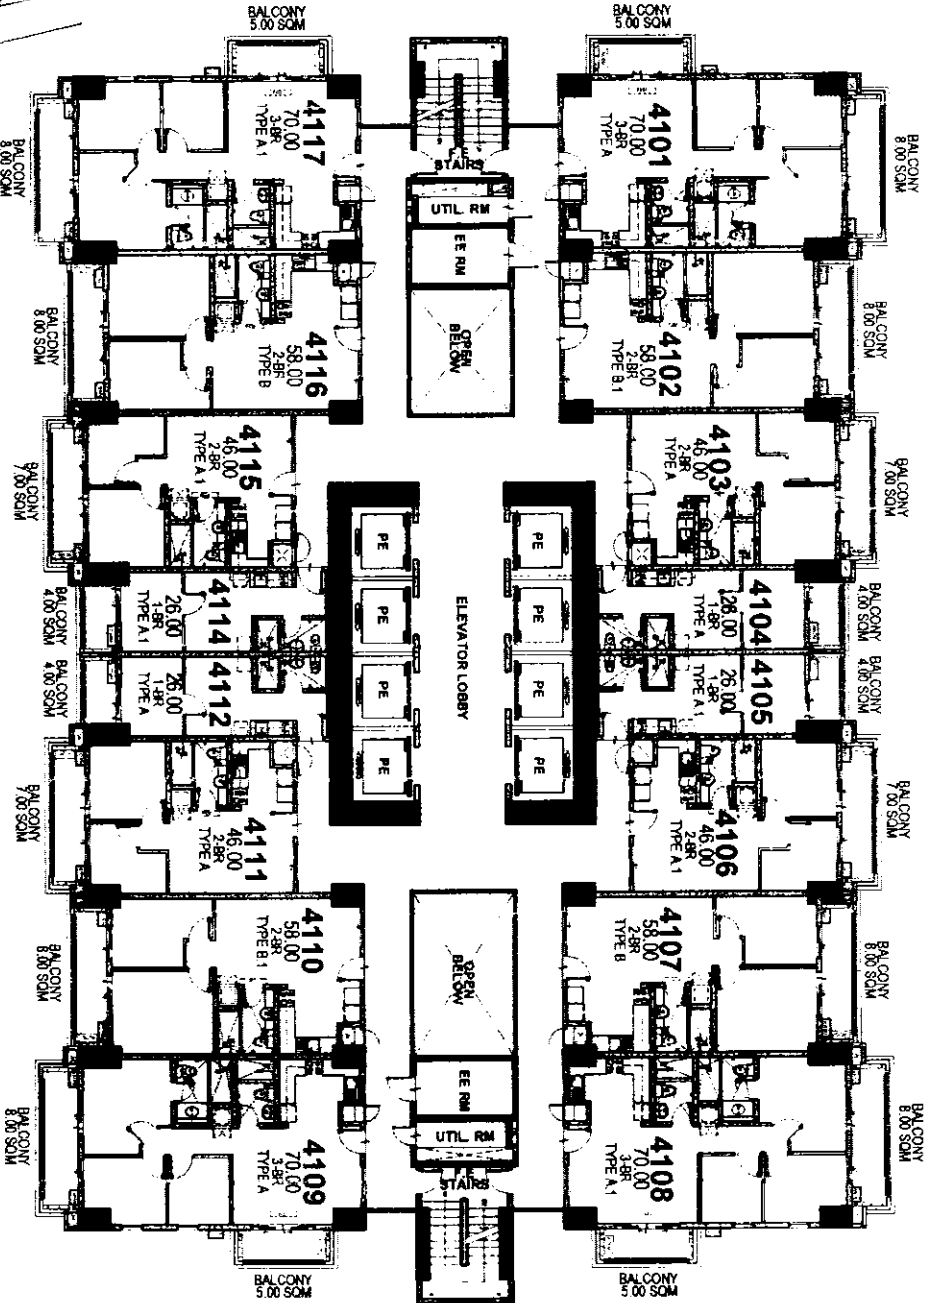 BALCONY
5.00 SQM
BALCONY
5.00 SQM
BALCONY
8.00 SQM
4117
70.00
3-BR
TYPE A.1
STAIRS
UTIL. RM
EE RM
OPEN
BELOW
4101
70.00
3-BR
TYPE A
BALCONY
8.00 SQM
BALCONY
8.00 SQM
4116
58.00
2-BR
TYPE B
4102
58.00
2-BR
TYPE B.1
BALCONY
8.00 SQM
BALCONY
7.00 SQM
4115
46.00
2-BR
TYPE A.1
4103
46.00
2-BR
TYPE A
BALCONY
7.00 SQM
BALCONY
4.00 SQM
4114
26.00
1-BR
TYPE A.1
PE
PE
PE
PE
ELEVATOR LOBBY
PE
PE
PE
PE
4104
26.00
1-BR
TYPE A
BALCONY
4.00 SQM
BALCONY
4.00 SQM
4112
26.00
1-BR
TYPE A
4105
26.00
1-BR
TYPE A.1
BALCONY
4.00 SQM
BALCONY
7.00 SQM
4111
46.00
2-BR
TYPE A
4106
46.00
2-BR
TYPE A.1
BALCONY
7.00 SQM
BALCONY
8.00 SQM
4110
58.00
2-BR
TYPE B.1
OPEN
BELOW
4107
58.00
2-BR
TYPE B
BALCONY
8.00 SQM
BALCONY
8.00 SQM
4109
70.00
3-BR
TYPE A
EE RM
UTIL. RM
STAIRS
4108
70.00
3-BR
TYPE A.1
BALCONY
8.00 SQM
BALCONY
5.00 SQM
BALCONY
5.00 SQM